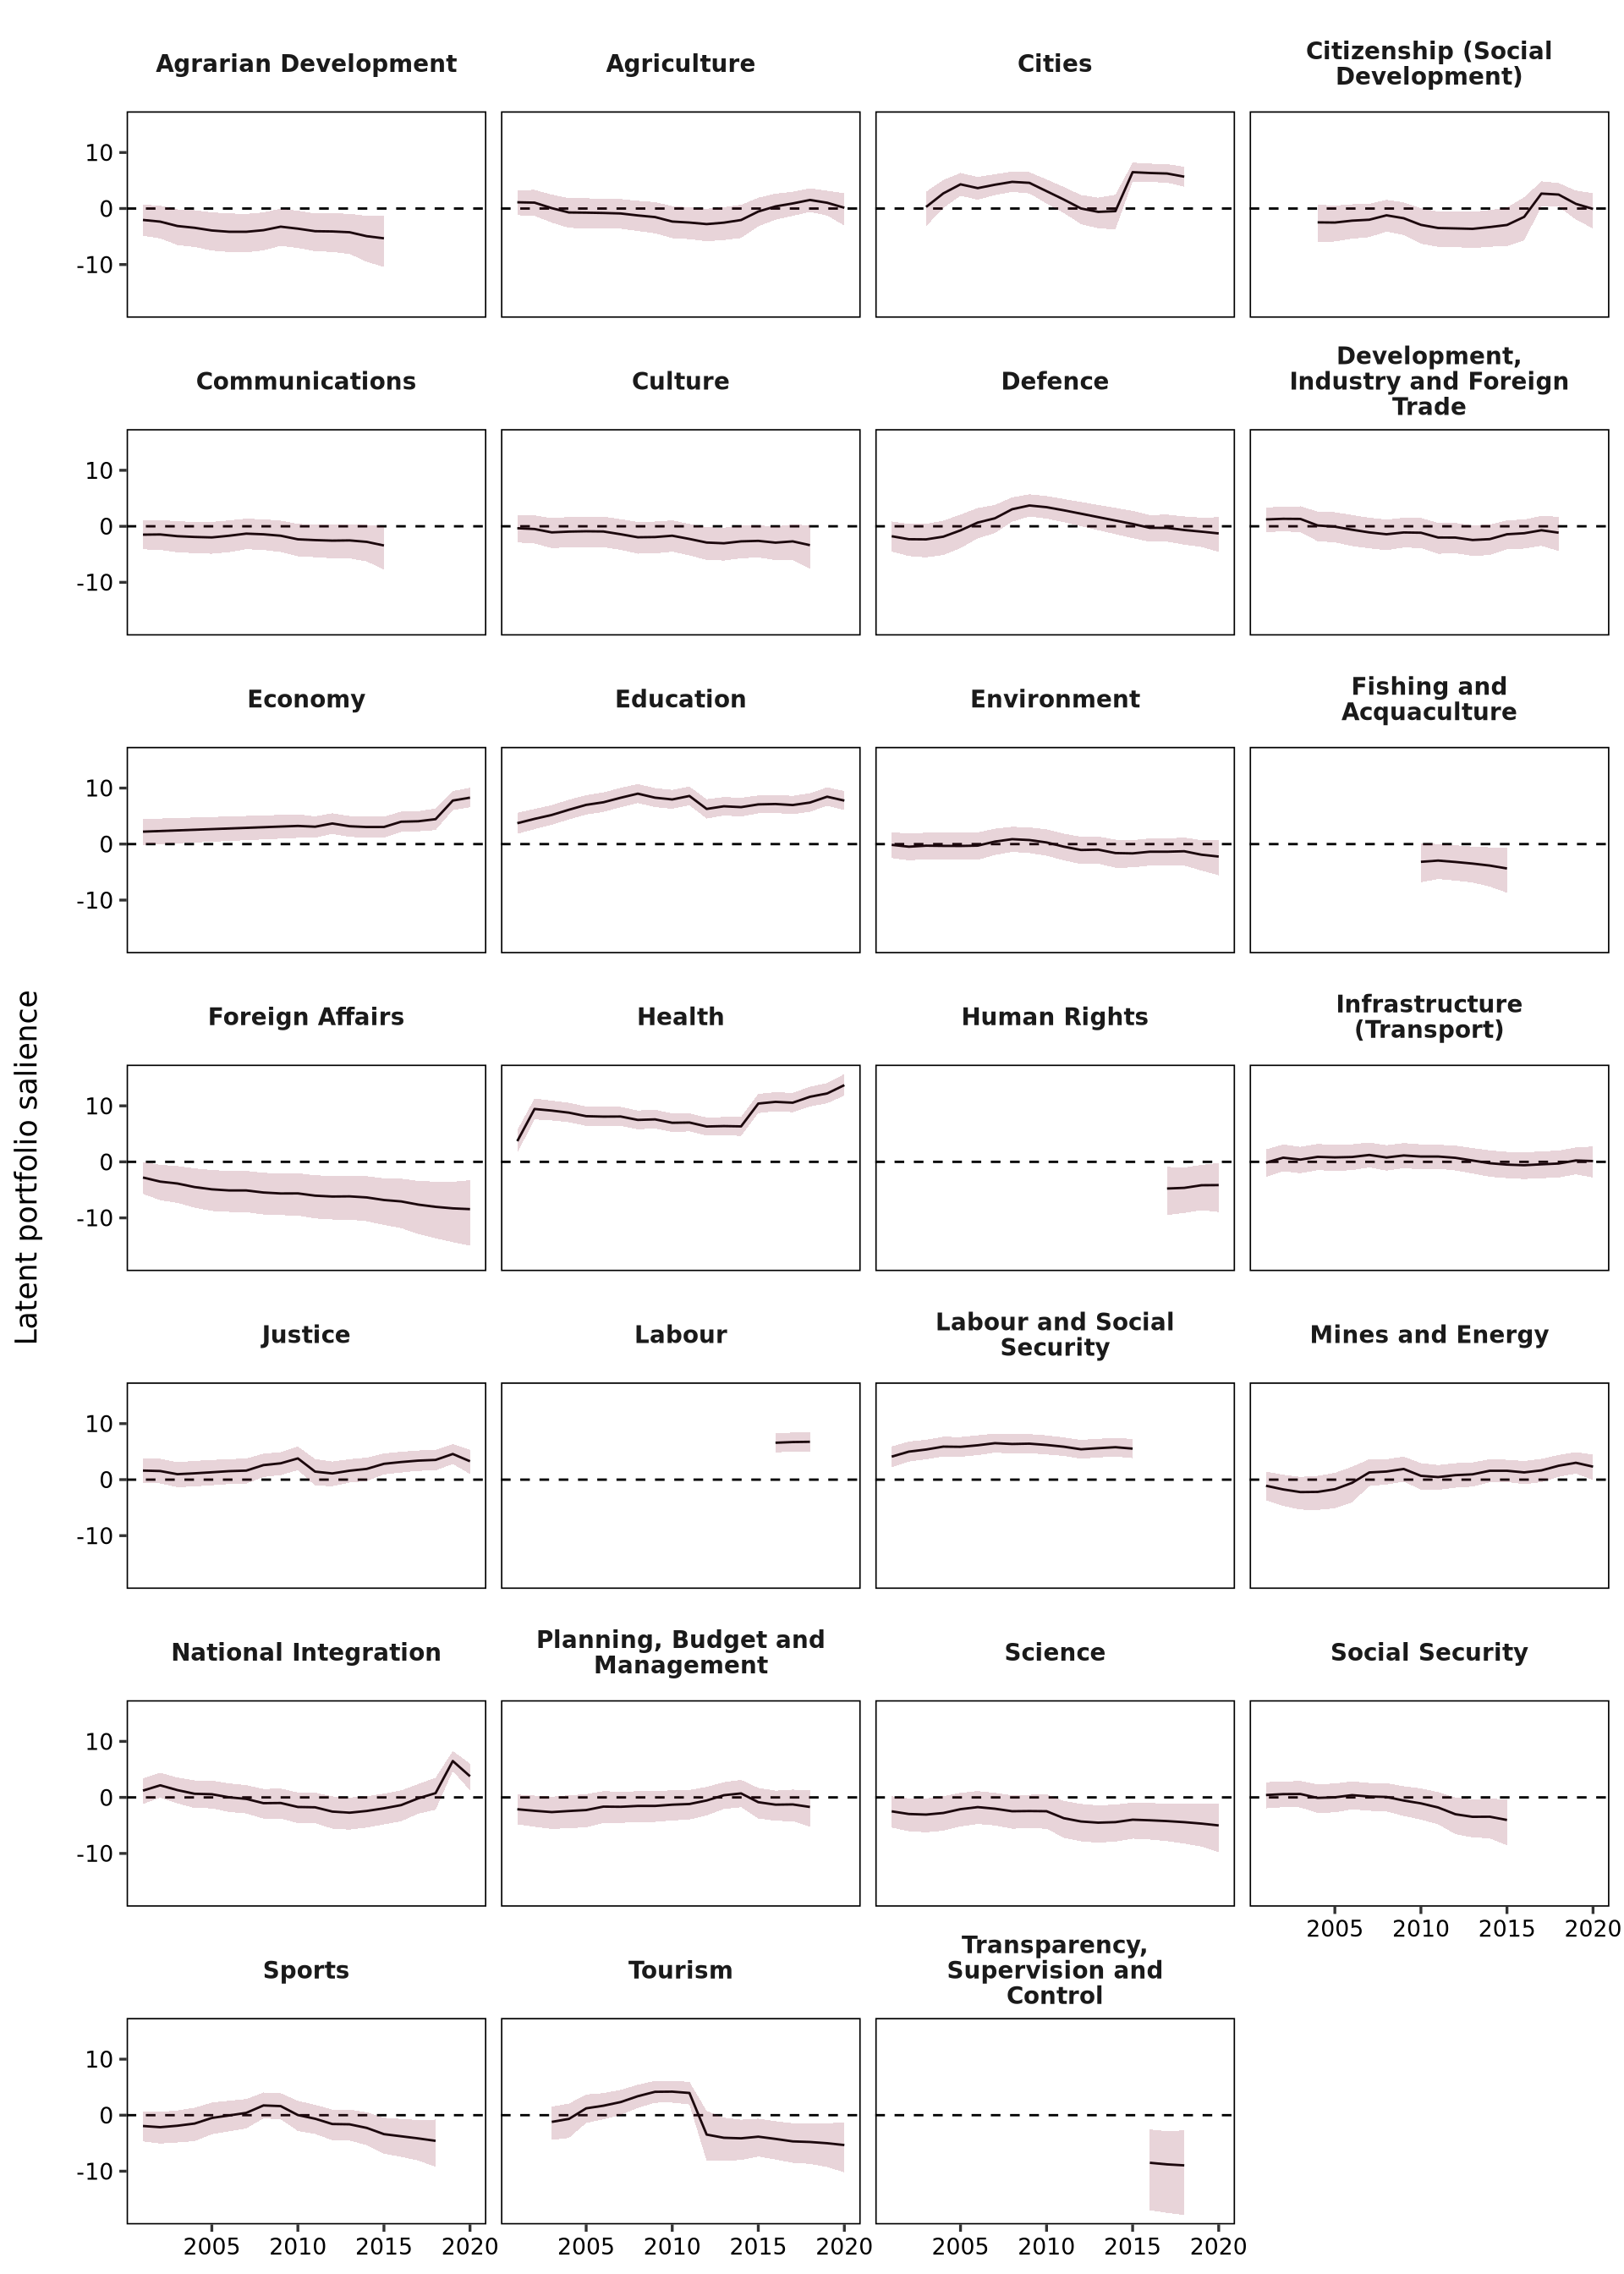 Agrarian Development
Agriculture
Cities
Citizenship (Social
Development)
10
0
-10
Communications
Culture
Defence
Development,
Industry and Foreign
Trade
10
0
-10
Economy
Education
Environment
Fishing and
Acquaculture
10
0
-10
Latent portfolio salience
Foreign Affairs
Health
Human Rights
Infrastructure
(Transport)
10
0
-10
Justice
Labour
Labour and Social
Security
Mines and Energy
10
0
-10
National Integration
Planning, Budget and
Management
Science
Social Security
10
0
-10
2005 2010 2015 2020
Sports
Tourism
Transparency,
Supervision and
Control
10
0
-10
2005 2010 2015 2020
2005 2010 2015 2020
2005 2010 2015 2020